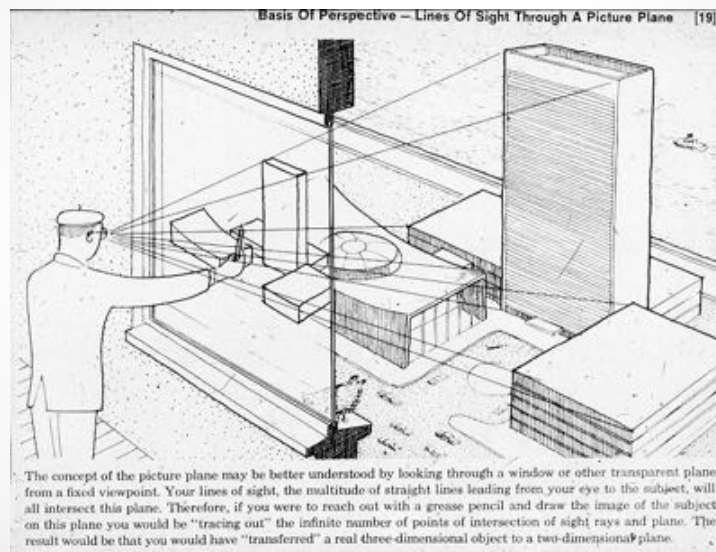 Basis Of Perspective – Lines Of Sight Through A Picture Plane [19]
The concept of the picture plane may be better understood by looking through a window or other transparent plane
from a fixed viewpoint. Your lines of sight, the multitude of straight lines leading from your eye to the subject, will
all intersect this plane. Therefore, if you were to reach out with a grease pencil and draw the image of the subject
on this plane you would be "tracing out" the infinite number of points of intersection of sight rays and plane. The
result would be that you would have "transferred" a real three-dimensional object to a two-dimensional plane.